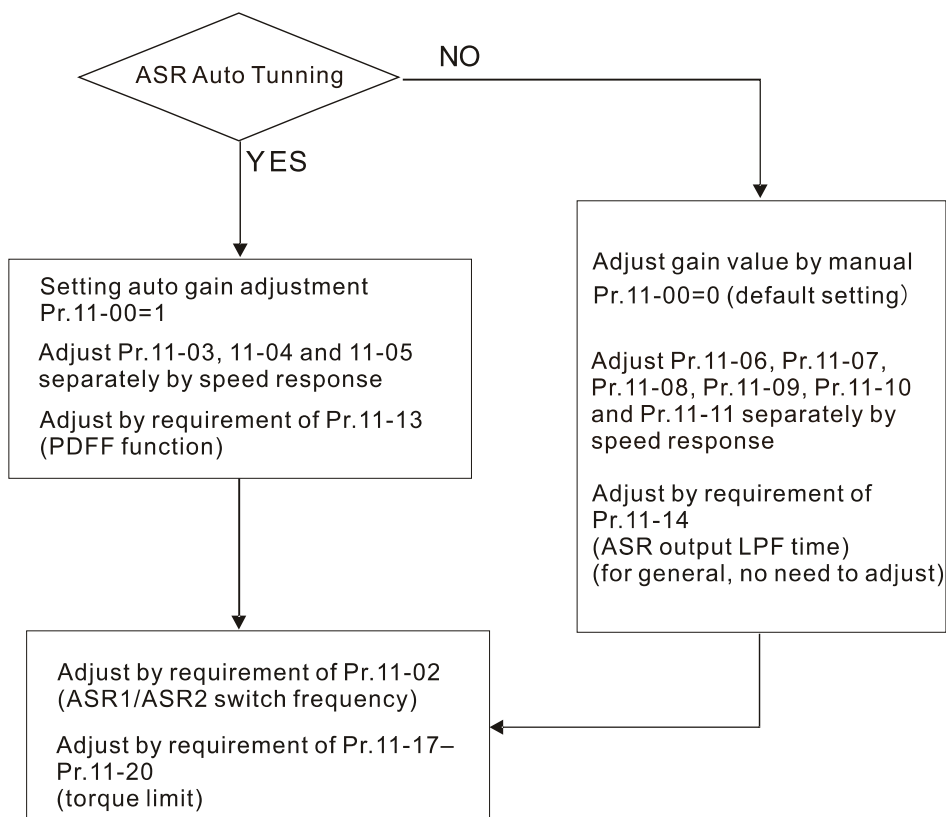 ASR Auto Tunning
NO
YES
Setting auto gain adjustment
Pr.11-00=1
Adjust Pr.11-03, 11-04 and 11-05
separately by speed response
Adjust by requirement of Pr.11-13
(PDFF function)
Adjust gain value by manual
Pr.11-00=0 (default setting)
Adjust Pr.11-06, Pr.11-07,
Pr.11-08, Pr.11-09, Pr.11-10
and Pr.11-11 separately by
speed response
Adjust by requirement of
Pr.11-14
(ASR output LPF time)
(for general, no need to adjust)
Adjust by requirement of Pr.11-02
(ASR1/ASR2 switch frequency)
Adjust by requirement of Pr.11-17–
Pr.11-20
(torque limit)